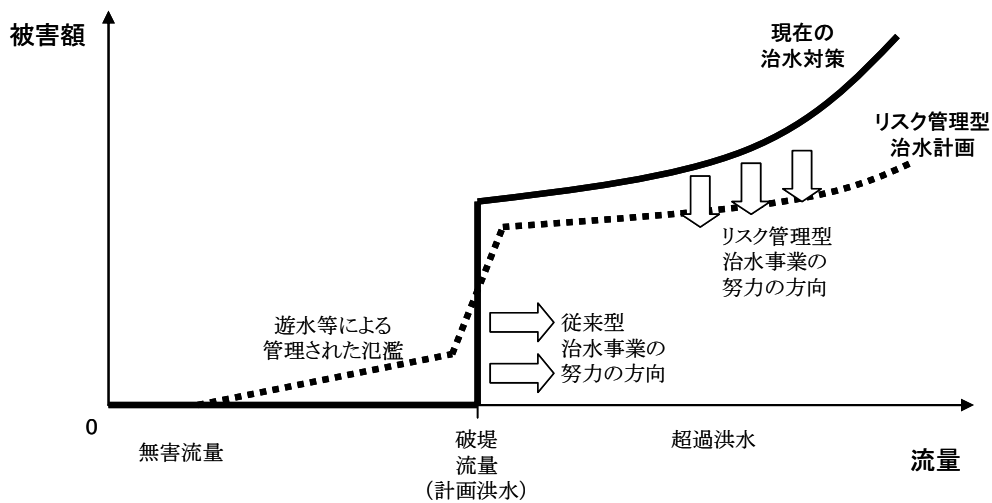 被害額
現在の
治水対策
リスク管理型
治水計画
リスク管理型
治水事業の
努力の方向
遊水等による
管理された氾濫
従来型
治水事業の
努力の方向
0
無害流量
破堤
流量
(計画洪水)
超過洪水
流量